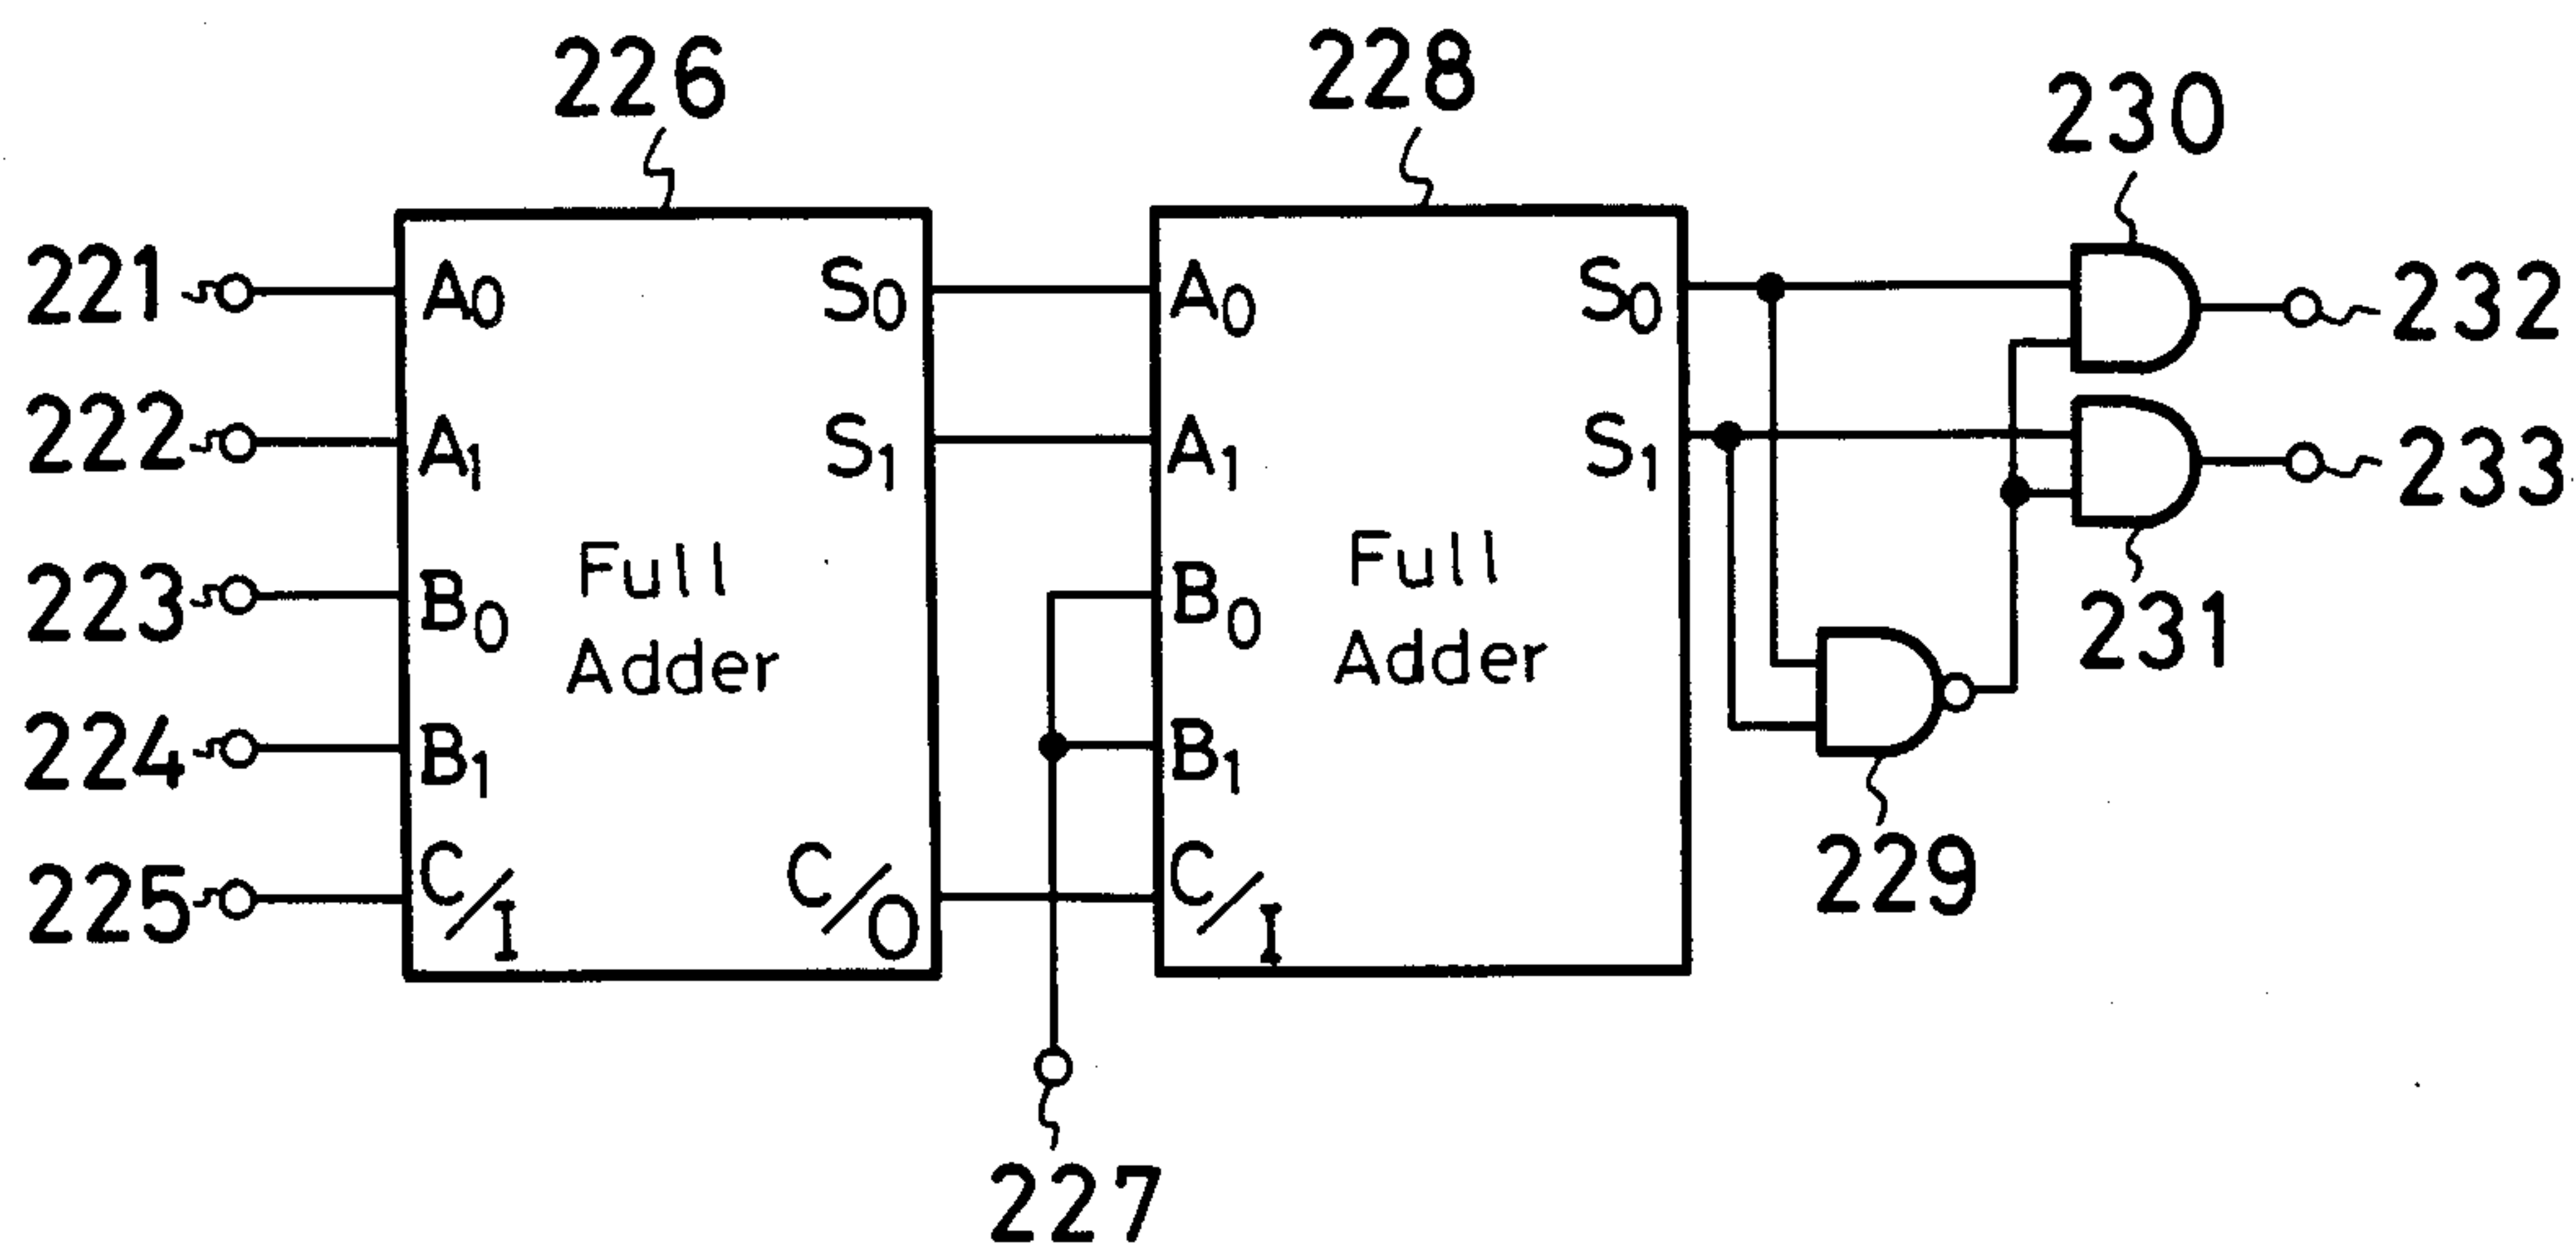 226
228
230
221
A0
S0
A0
S0
232
222
A1
S1
A1
S1
233
223
B0
Full
Adder
B0
Full
Adder
231
224
B1
B1
229
225
C/I
C/O
C/I
227